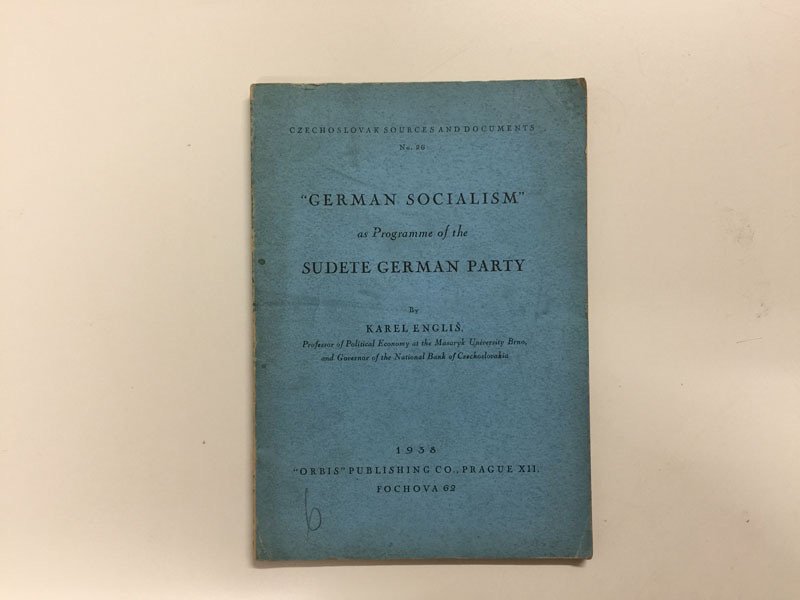 CZECHOSLOVAK SOURCES AND DOCUMENTS
No. 26
"GERMAN SOCIALISM"
as Programme of the
SUDETE GERMAN PARTY
By
KAREL ENGLIŠ,
Professor of Political Economy at the Masaryk University Brno,
and Governor of the National Bank of Czechoslovakia
1938
"ORBIS" PUBLISHING CO., PRAGUE XII,
FOCHOVA 62
6